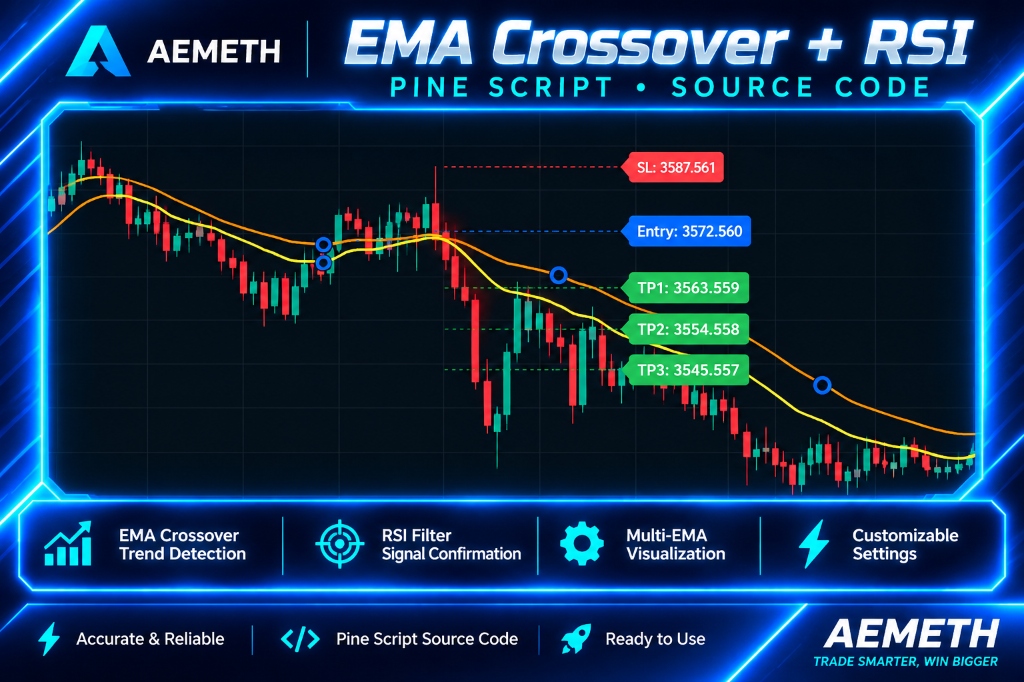 AEMETH
EMA Crossover + RSI
PINE SCRIPT • SOURCE CODE
SL: 3587.561
Entry: 3572.560
TP1: 3563.559
TP2: 3554.558
TP3: 3545.557
EMA Crossover
Trend Detection
RSI Filter
Signal Confirmation
Multi-EMA
Visualization
Customizable
Settings
Accurate & Reliable
</> Pine Script Source Code
Ready to Use
AEMETH
TRADE SMARTER, WIN BIGGER